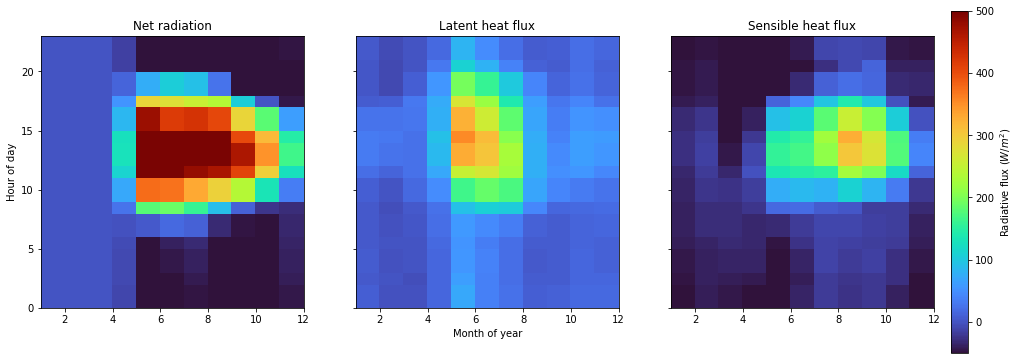 Net radiation
Latent heat flux
Sensible heat flux
Hour of day
0
5
10
15
20
2 4 6 8 10 12
2 4 6 8 10 12
2 4 6 8 10 12
Month of year
500
400
300
200
100
0
Radiative flux (W/m²)